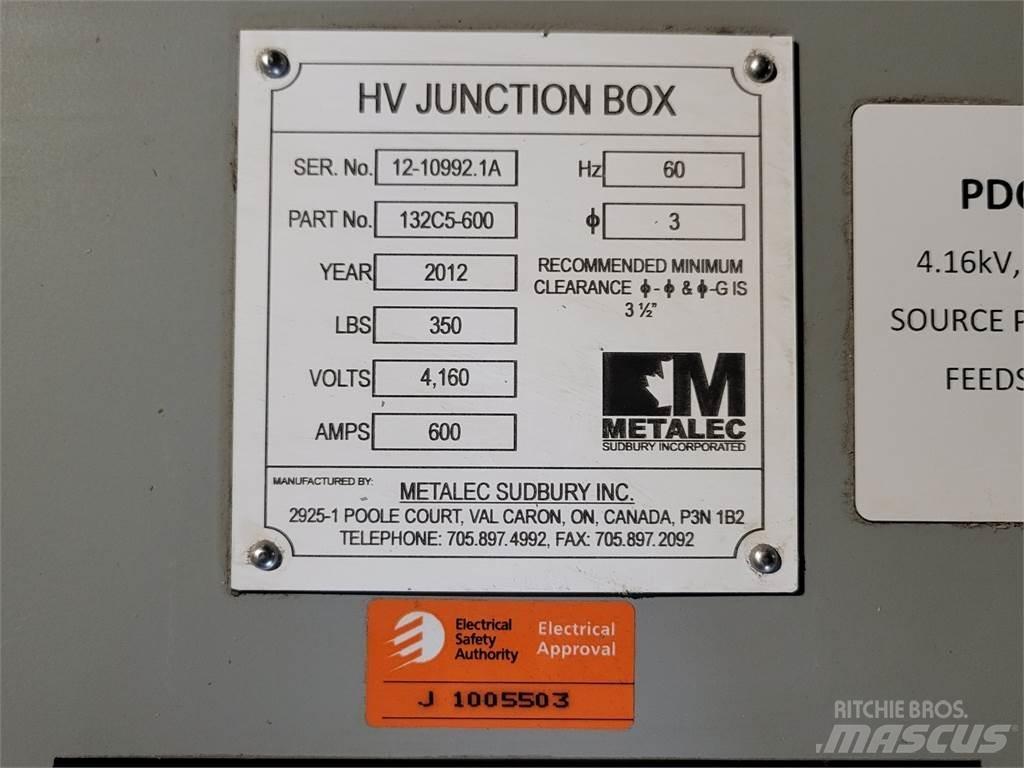 HV JUNCTION BOX
SER. No. 12-10992.1A
PART No. 132C5-600
YEAR 2012
LBS 350
VOLTS 4,160
AMPS 600
Hz 60
ϕ 3
RECOMMENDED MINIMUM
CLEARANCE ϕ-ϕ & ϕ-G IS
3 ½"
M
METALEC
SUDBURY INCORPORATED
MANUFACTURED BY:
METALEC SUDBURY INC.
2925-1 POOLE COURT, VAL CARON, ON, CANADA, P3N 1B2
TELEPHONE: 705.897.4992, FAX: 705.897.2092
Electrical
Safety
Authority
Electrical
Approval
J 1005503
4.16kV,
SOURCE
FEEDS
RITCHIE BROS.
MASCUS